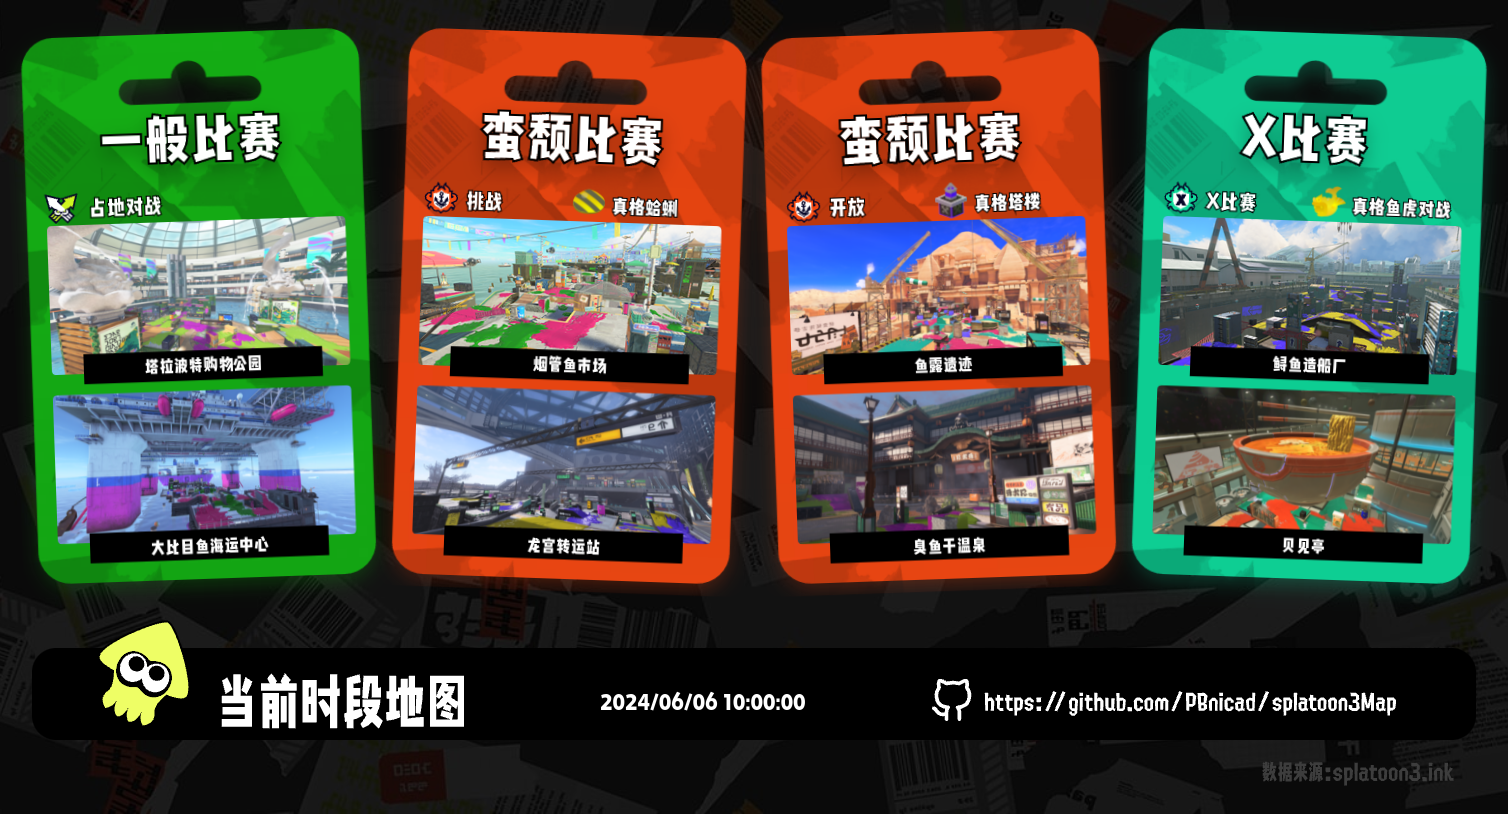 一般比赛
占地对战
塔拉波特购物公园
大比目鱼海运中心
蛮颓比赛
挑战
真格蛤蜊
烟管鱼市场
龙宫转运站
蛮颓比赛
开放
真格塔楼
鱼露遗迹
臭鱼干温泉
X比赛
X比赛
真格鱼虎对战
鲟鱼造船厂
贝见亭
当前时段地图
2024/06/06 10:00:00
https://github.com/PBnicad/splatoon3Map
数据来源:splatoon3.ink